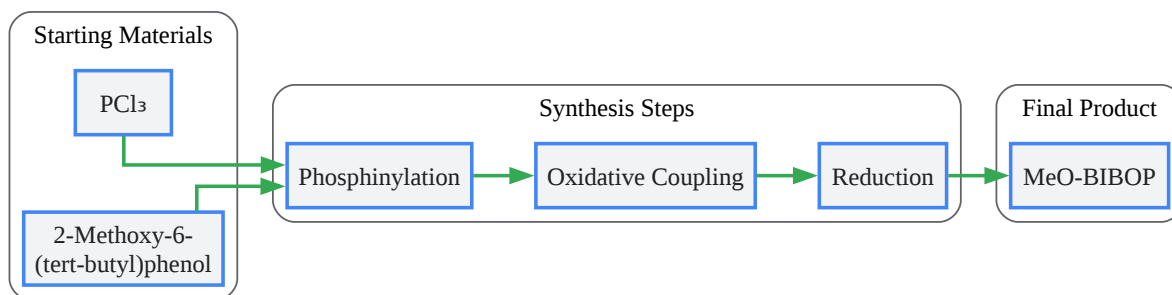 Starting Materials
PCl₃
2-Methoxy-6-
(tert-butyl)phenol
Synthesis Steps
Phosphinylation
Oxidative Coupling
Reduction
Final Product
MeO-BIBOP